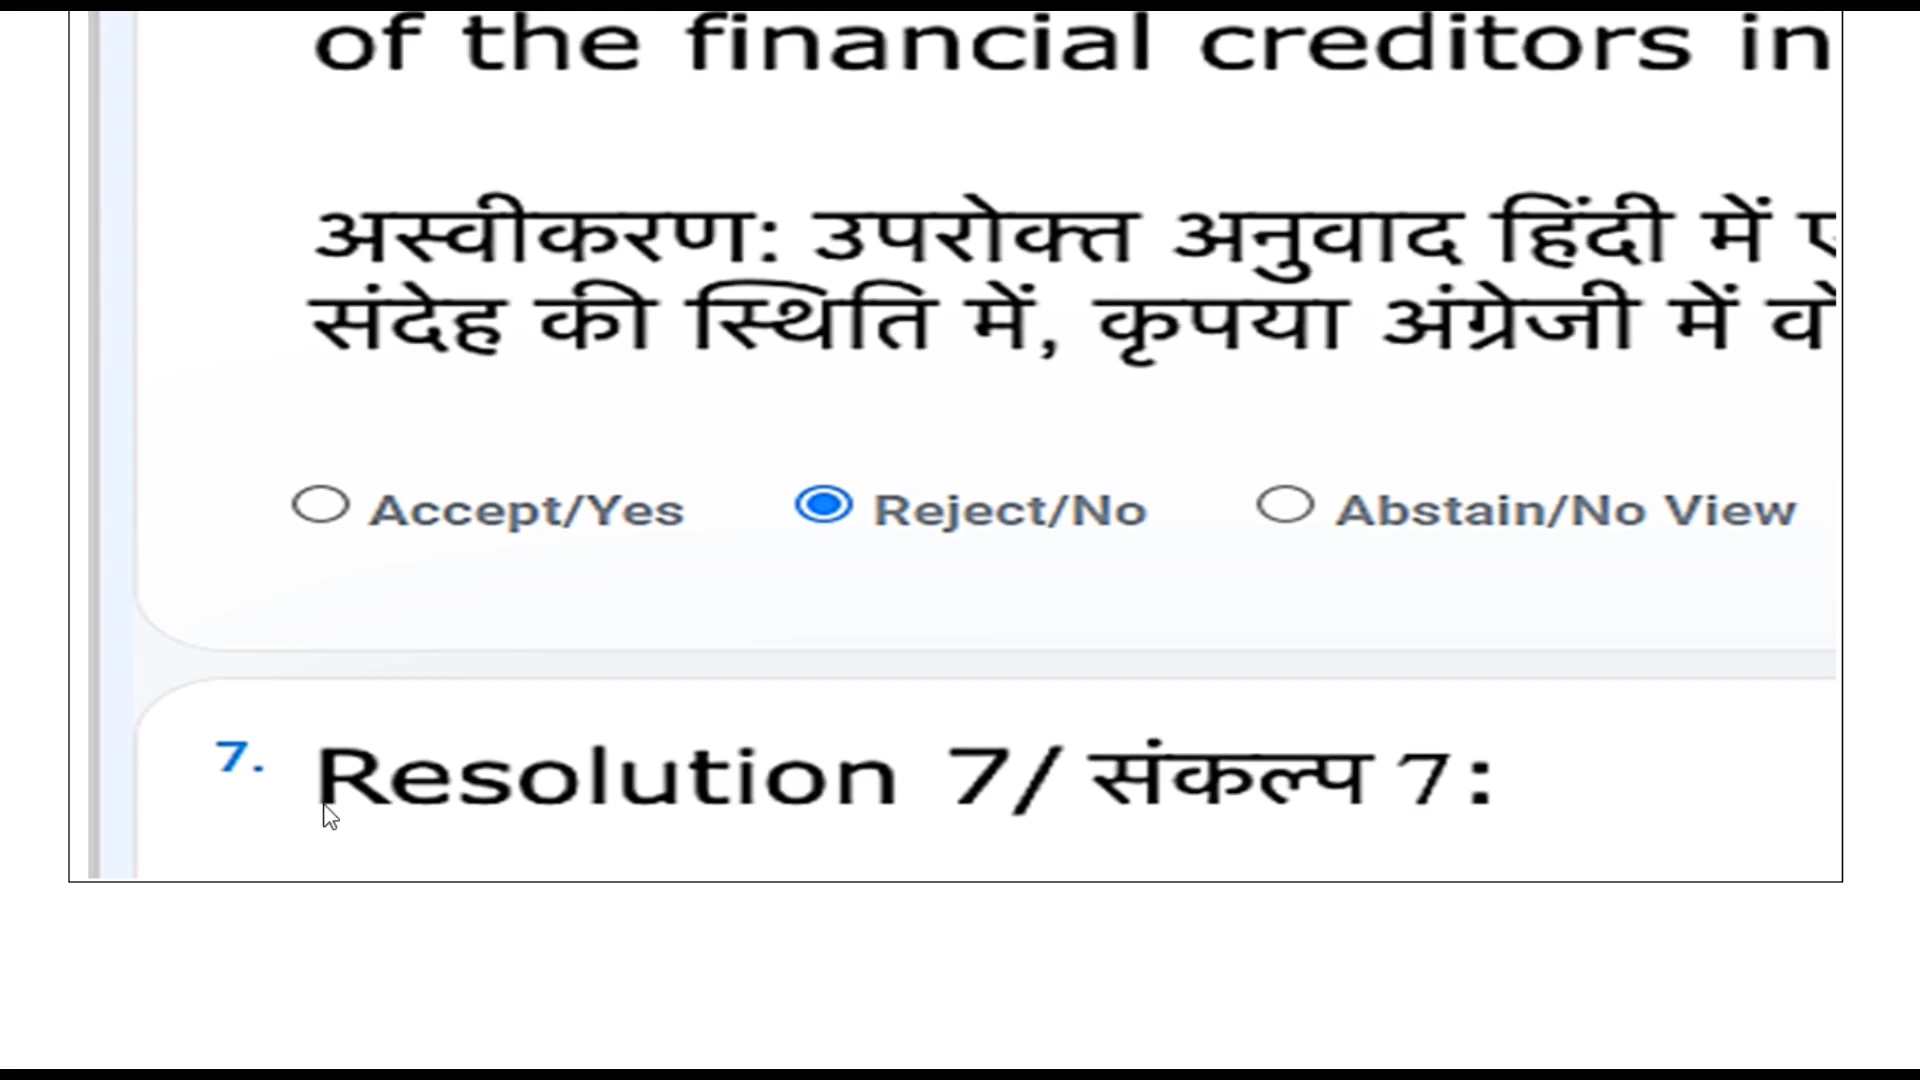 of the financial creditors in
अस्वीकरण: उपरोक्त अनुवाद हिंदी में
संदेह की स्थिति में, कृपया अंग्रेजी में
Accept/Yes Reject/No Abstain/No View
7. Resolution 7/ संकल्प 7: